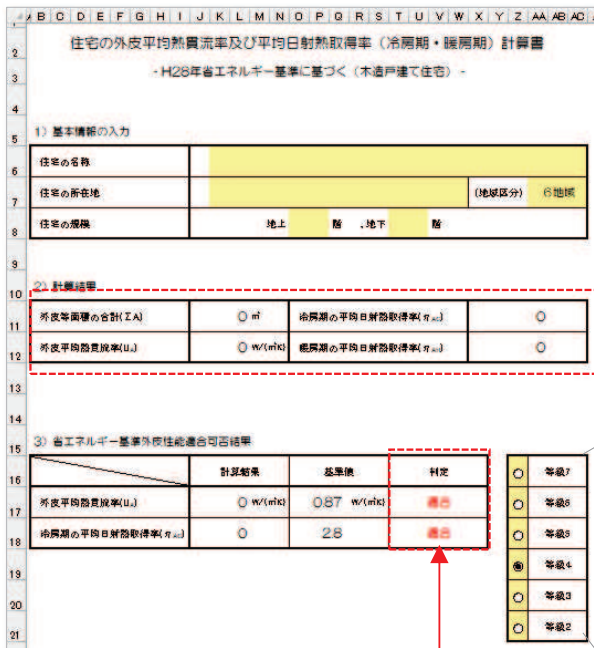 A B C D E F G H I J K L M N O P Q R S T U V W X Y Z AA AB AC
2 住宅の外皮平均熱貫流率及び平均日射熱取得率（冷房期・暖房期）計算書
3 - H28年省エネルギー基準に基づく（木造戸建て住宅） -
4
5 1) 基本情報の入力
6 住宅の名称
7 住宅の所在地 (地域区分) 6地域
8 住宅の規模 地上 階 、地下 階
9
10 2) 計算結果
11 外皮等面積の合計(ΣA) 0 ㎡ 冷房期の平均日射熱取得率(ηAC) 0
12 外皮平均熱貫流率(UA) 0 W/(㎡K) 暖房期の平均日射熱取得率(ηAH) 0
13
14
15 3) 省エネルギー基準外皮性能適合可否結果
16 計算結果 基準値 判定 等級7
17 外皮平均熱貫流率(UA) 0 W/(㎡K) 0.87 W/(㎡K) 適合 等級6
18 冷房期の平均日射熱取得率(ηAC) 0 2.8 適合 等級5
19 等級4
20 等級3
21 等級2